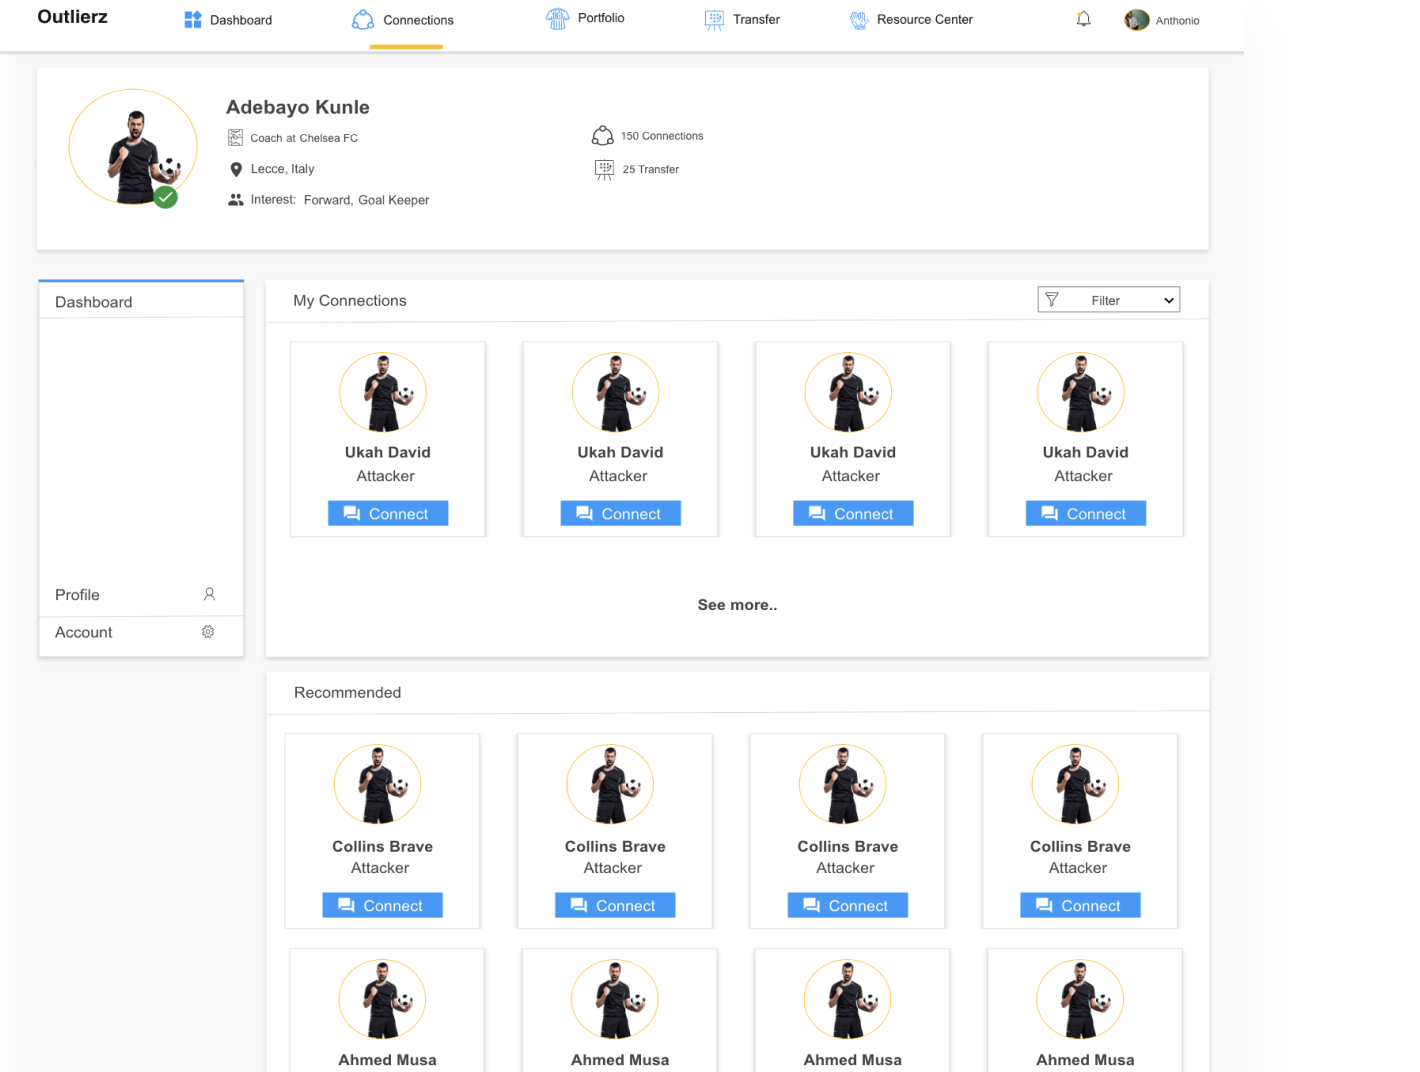 Outlierz
Dashboard
Connections
Portfolio
Transfer
Resource Center
Anthonio
Adebayo Kunle
Coach at Chelsea FC
Lecce, Italy
Interest: Forward, Goal Keeper
150 Connections
25 Transfer
Dashboard
Profile
Account
My Connections
Filter
Ukah David
Attacker
Connect
Ukah David
Attacker
Connect
Ukah David
Attacker
Connect
Ukah David
Attacker
Connect
See more..
Recommended
Collins Brave
Attacker
Connect
Collins Brave
Attacker
Connect
Collins Brave
Attacker
Connect
Collins Brave
Attacker
Connect
Ahmed Musa
Ahmed Musa
Ahmed Musa
Ahmed Musa